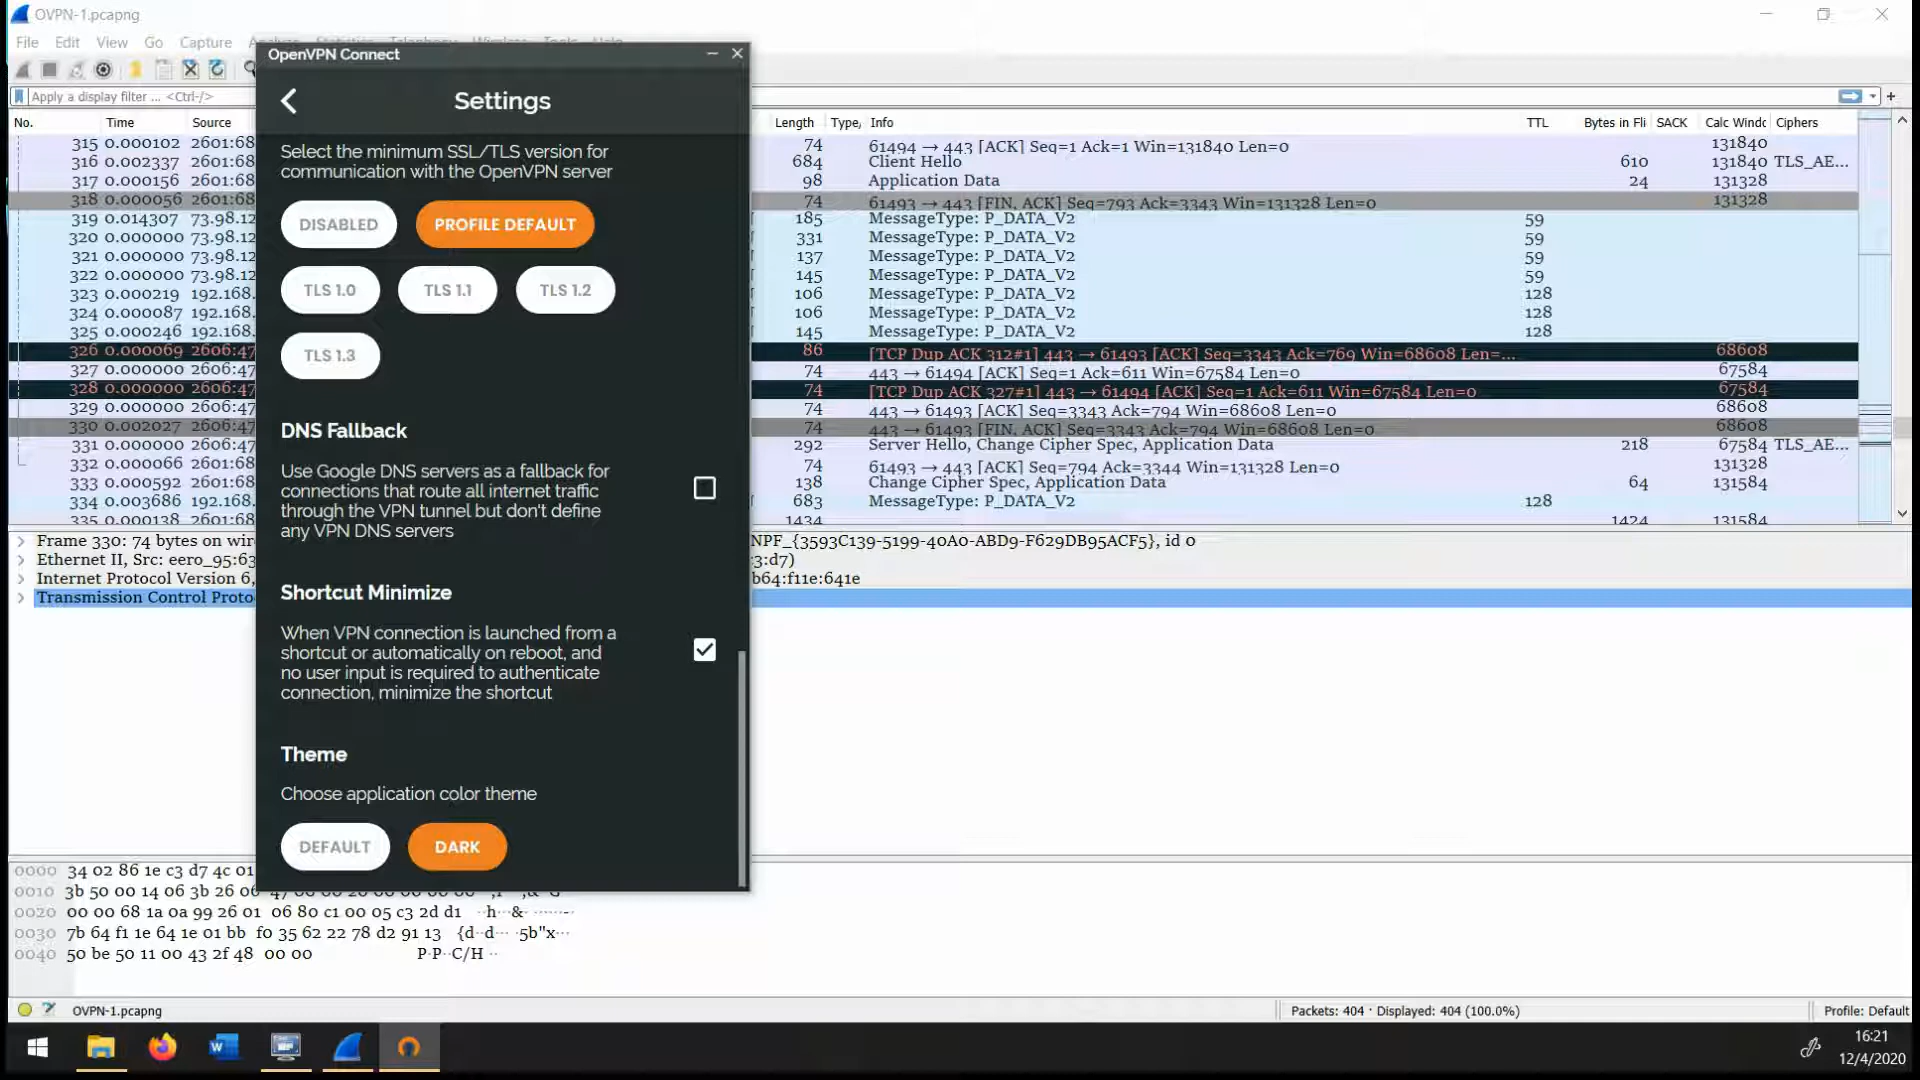 OVPN-1.pcapng
File Edit View Go Capture
OpenVPN Connect
Apply a display filter ... <Ctrl-/>
Settings
No. Time Source Length Type, Info TTL Bytes in Fli SACK Calc Windc Ciphers
315 0.000102 2601:68 74 61494 → 443 [ACK] Seq=1 Ack=1 Win=131840 Len=0 131840
316 0.002337 2601:68 684 Client Hello 610 131840 TLS_AE...
317 0.000156 2601:68 98 Application Data 24 131328
318 0.000056 2601:68 74 61493 → 443 [FIN, ACK] Seq=793 Ack=3343 Win=131328 Len=0 131328
319 0.014307 73.98.12 185 MessageType: P_DATA_V2 59
320 0.000000 73.98.12 331 MessageType: P_DATA_V2 59
321 0.000000 73.98.12 137 MessageType: P_DATA_V2 59
322 0.000000 73.98.12 145 MessageType: P_DATA_V2 59
323 0.000219 192.168. 106 MessageType: P_DATA_V2 128
324 0.000087 192.168. 106 MessageType: P_DATA_V2 128
325 0.000246 192.168. 145 MessageType: P_DATA_V2 128
326 0.000069 2606:47 86 [TCP Dup ACK 312#1] 443 → 61493 [ACK] Seq=3343 Ack=769 Win=68608 Len=... 68608
327 0.000000 2606:47 74 443 → 61494 [ACK] Seq=1 Ack=611 Win=67584 Len=0 67584
328 0.000000 2606:47 74 [TCP Dup ACK 327#1] 443 → 61494 [ACK] Seq=1 Ack=611 Win=67584 Len=0 67584
329 0.000000 2606:47 74 443 → 61493 [ACK] Seq=3343 Ack=794 Win=68608 Len=0 68608
330 0.002027 2606:47 74 443 → 61493 [FIN, ACK] Seq=3343 Ack=794 Win=68608 Len=0 68608
331 0.000000 2606:47 292 Server Hello, Change Cipher Spec, Application Data 218 67584 TLS_AE...
332 0.000066 2601:68 74 61493 → 443 [ACK] Seq=794 Ack=3344 Win=131328 Len=0 131328
333 0.000592 2601:68 138 Change Cipher Spec, Application Data 64 131584
334 0.003686 192.168. 683 MessageType: P_DATA_V2 128
335 0.000138 2601:68 1434 1424 131584
Select the minimum SSL/TLS version for
communication with the OpenVPN server
DISABLED PROFILE DEFAULT
TLS 1.0 TLS 1.1 TLS 1.2
TLS 1.3
DNS Fallback
Use Google DNS servers as a fallback for
connections that route all internet traffic
through the VPN tunnel but don't define
any VPN DNS servers
Shortcut Minimize
When VPN connection is launched from a
shortcut or automatically on reboot, and
no user input is required to authenticate
connection, minimize the shortcut
Theme
Choose application color theme
DEFAULT DARK
Frame 330: 74 bytes on wir NPF_{3593C139-5199-40A0-ABD9-F629DB95ACF5}, id 0
Ethernet II, Src: eero_95:63 3:d7)
Internet Protocol Version 6, b64:f11e:641e
Transmission Control Proto
0000 34 02 86 1e c3 d7 4c 01
0010 3b 50 00 14 06 3b 26 06
0020 00 00 68 1a 0a 99 26 01 06 80 c1 00 05 c3 2d d1 ··h···&· ······-·
0030 7b 64 f1 1e 64 1e 01 bb f0 35 62 22 78 d2 91 13 {d··d··· ·5b"x···
0040 50 be 50 11 00 43 2f 48 00 00 P·P··C/H ··
OVPN-1.pcapng Packets: 404 · Displayed: 404 (100.0%) Profile: Default
16:21
12/4/2020